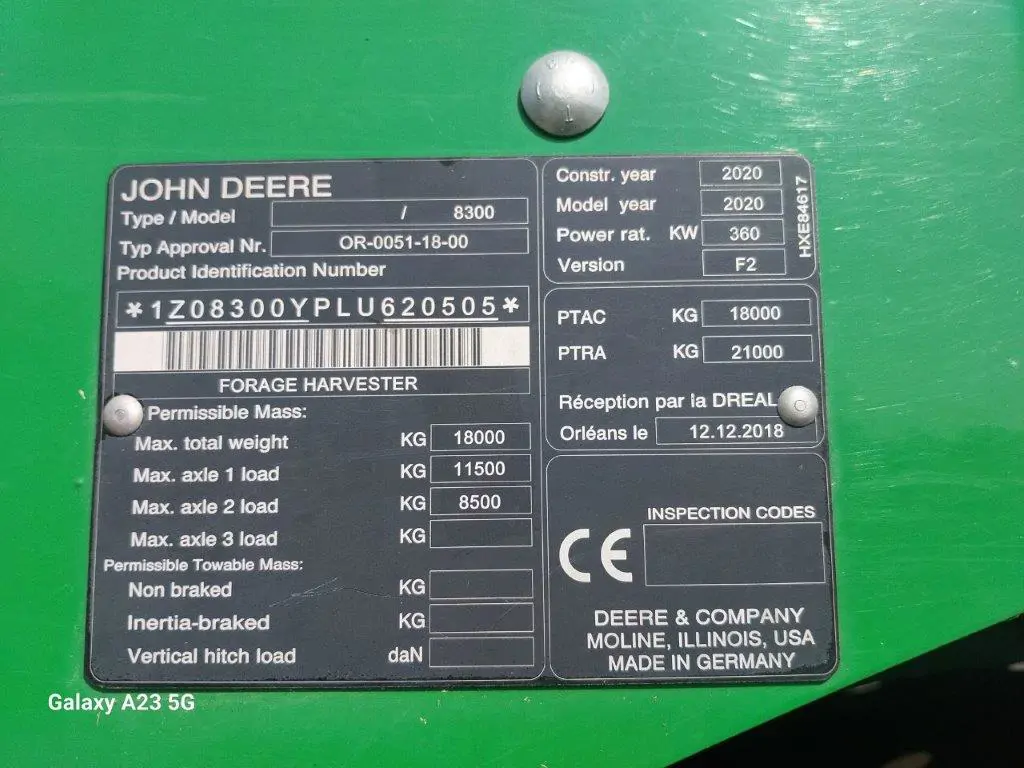 JOHN DEERE
Type / Model / 8300
Typ Approval Nr. OR-0051-18-00
Product Identification Number
*1Z08300YPLU620505*
FORAGE HARVESTER
Permissible Mass:
Max. total weight KG 18000
Max. axle 1 load KG 11500
Max. axle 2 load KG 8500
Max. axle 3 load KG
Permissible Towable Mass:
Non braked KG
Inertia-braked KG
Vertical hitch load daN
Constr. year 2020
Model year 2020
Power rat. KW 360
Version F2
HXE84617
PTAC KG 18000
PTRA KG 21000
Réception par la DREAL
Orléans le 12.12.2018
INSPECTION CODES
CE
DEERE & COMPANY
MOLINE, ILLINOIS, USA
MADE IN GERMANY
Galaxy A23 5G